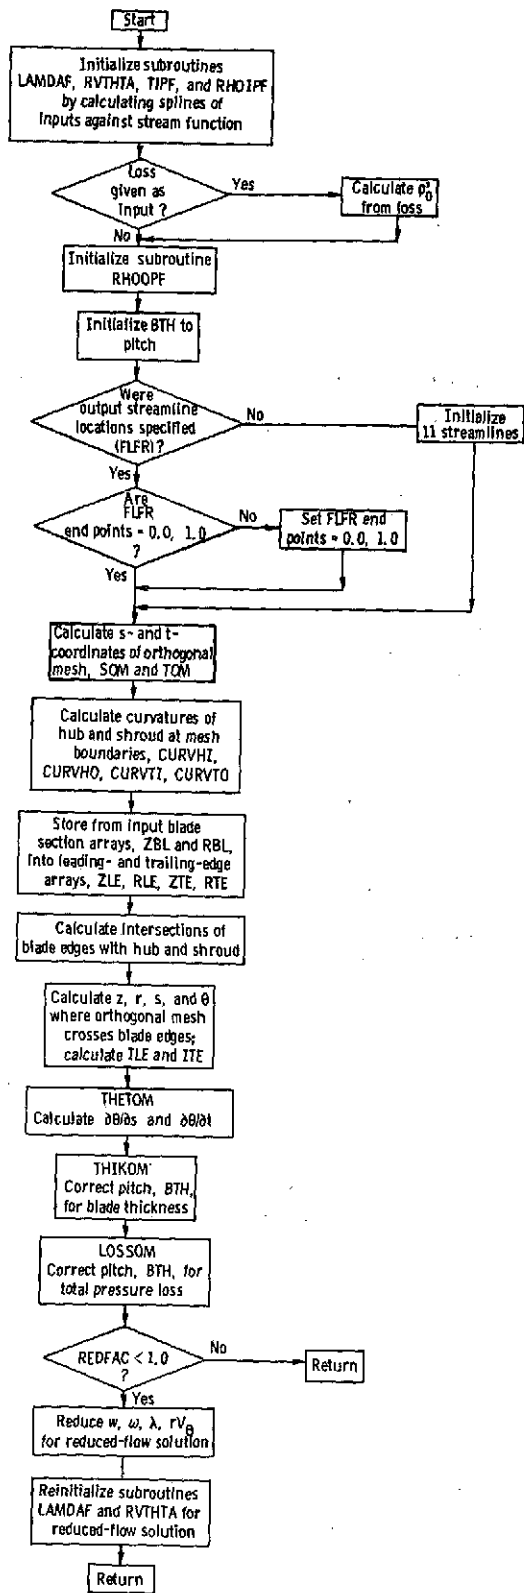 Start
Initialize subroutines
LAMDAF, RVTHTA, TIPF, and RHOIPF
by calculating splines of
inputs against stream function
Loss
given as
input ?
Yes
Calculate ρ'₀
from loss
No
Initialize subroutine
RHOOPF
Initialize BTH to
pitch
Were
output streamline
locations specified
(FLFR) ?
No
Initialize
11 streamlines
Yes
Are
FLFR
end points = 0.0, 1.0
?
No
Set FLFR end
points = 0.0, 1.0
Yes
Calculate s- and t-
coordinates of orthogonal
mesh, SOM and TOM
Calculate curvatures of
hub and shroud at mesh
boundaries, CURVHI,
CURVHO, CURVTI, CURVTO
Store from input blade
section arrays, ZBL and RBL,
into leading- and trailing-edge
arrays, ZLE, RLE, ZTE, RTE
Calculate intersections of
blade edges with hub and shroud
Calculate z, r, s, and θ
where orthogonal mesh
crosses blade edges;
calculate ILE and ITE
THETOM
Calculate ∂θ/∂s and ∂θ/∂t
THIKOM
Correct pitch, BTH,
for blade thickness
LOSSOM
Correct pitch, BTH, for
total pressure loss
REDFAC < 1.0
?
No
Return
Yes
Reduce w, ω, λ, rVθ
for reduced-flow solution
Reinitialize subroutines
LAMDAF and RVTHTA for
reduced-flow solution
Return